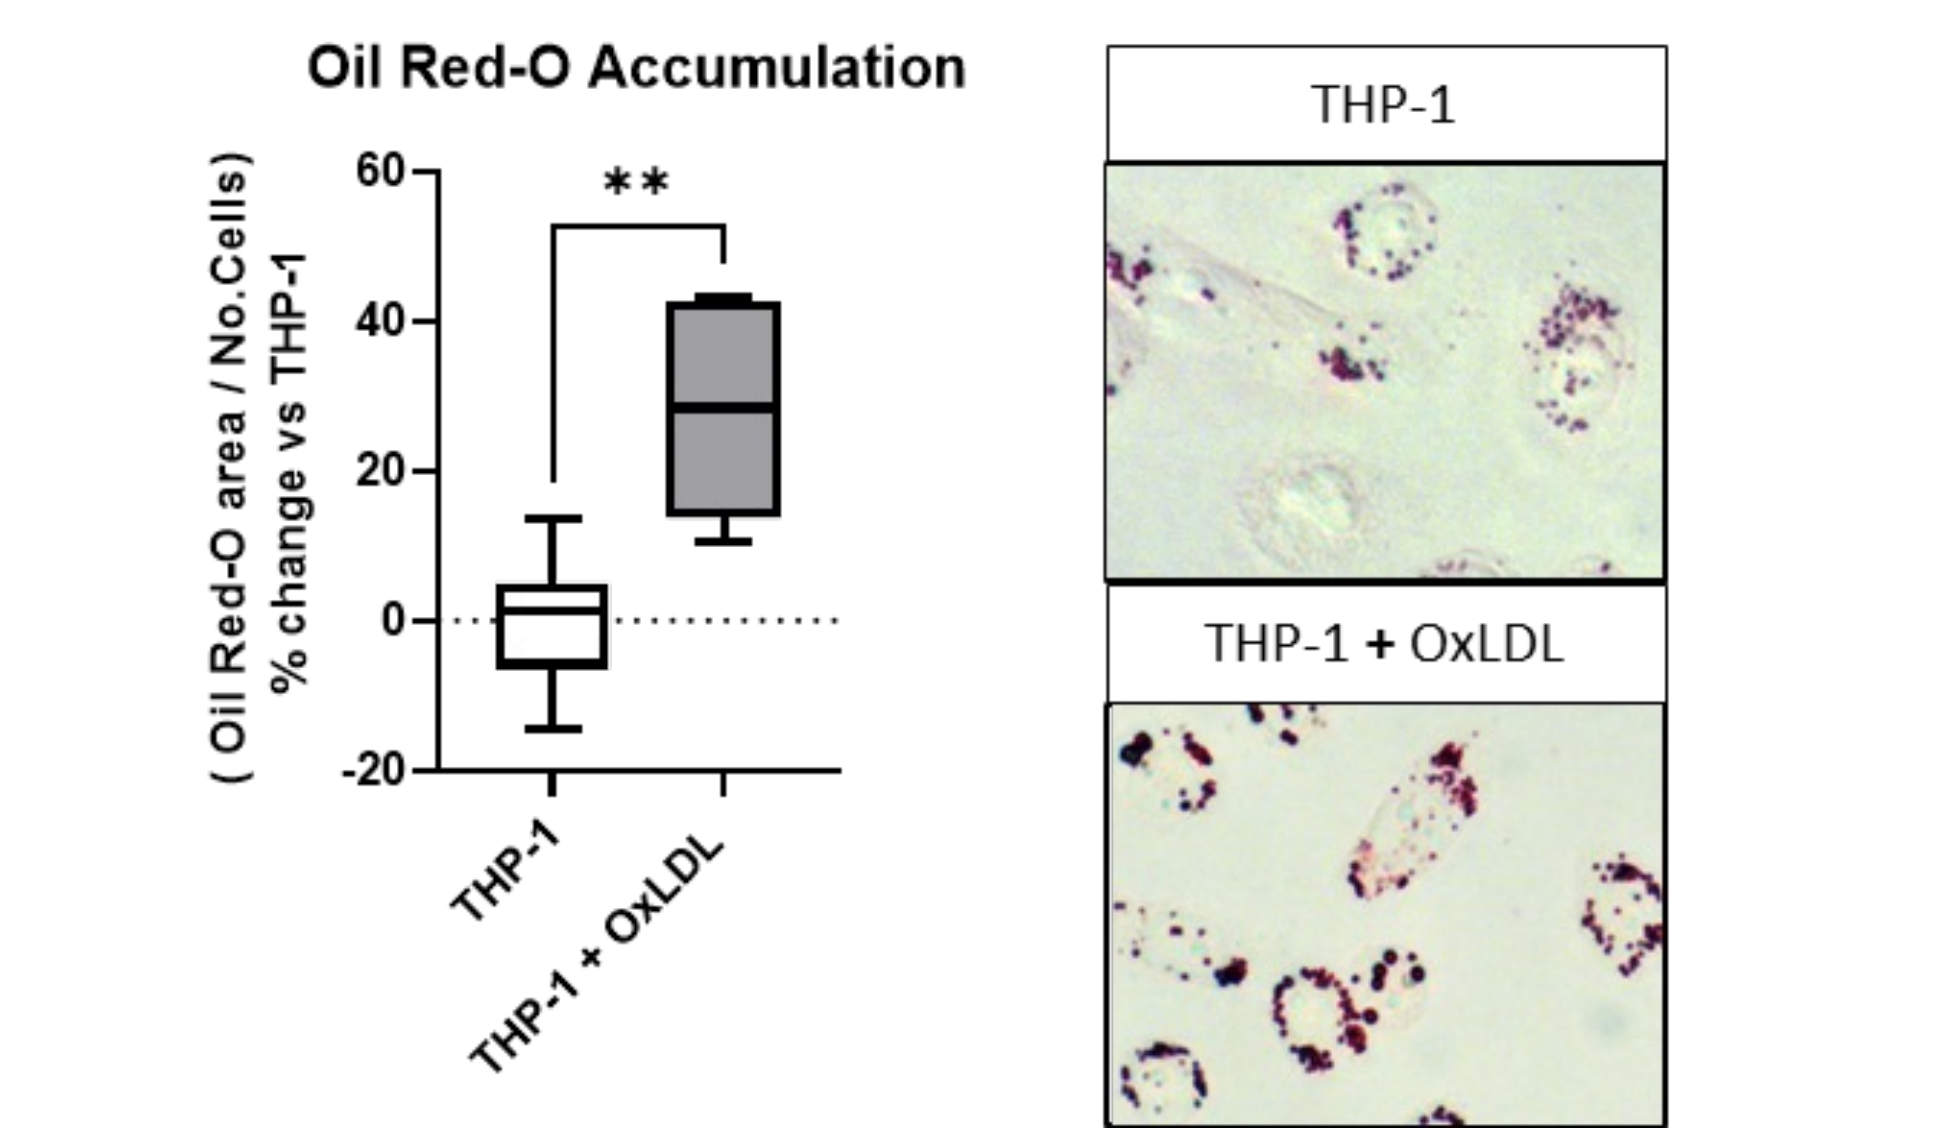 Oil Red-O Accumulation
( Oil Red-O area / No.Cells)
% change vs THP-1
60
40
20
0
-20
**
THP-1
THP-1 + OxLDL
THP-1
THP-1 + OxLDL